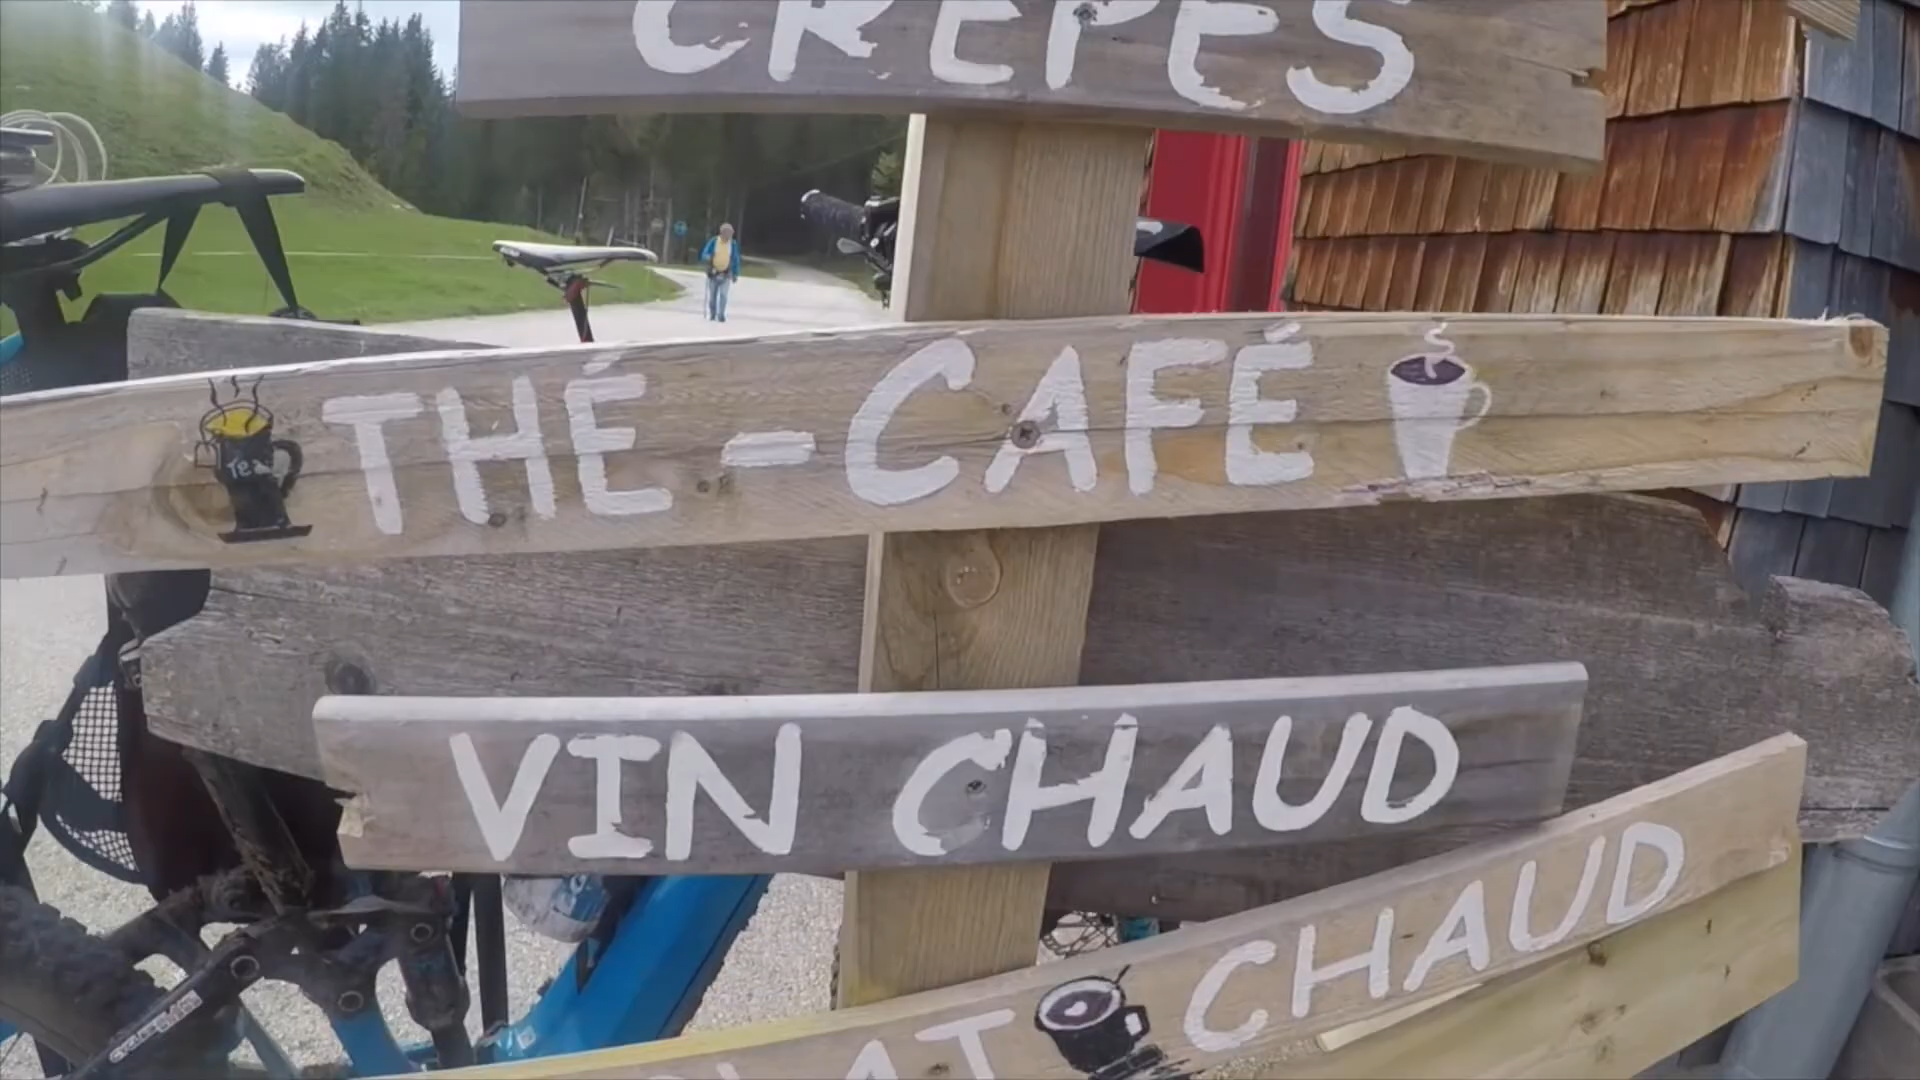 CRÊPES
THÉ - CAFÉ
TEA
VIN CHAUD
CHAUD